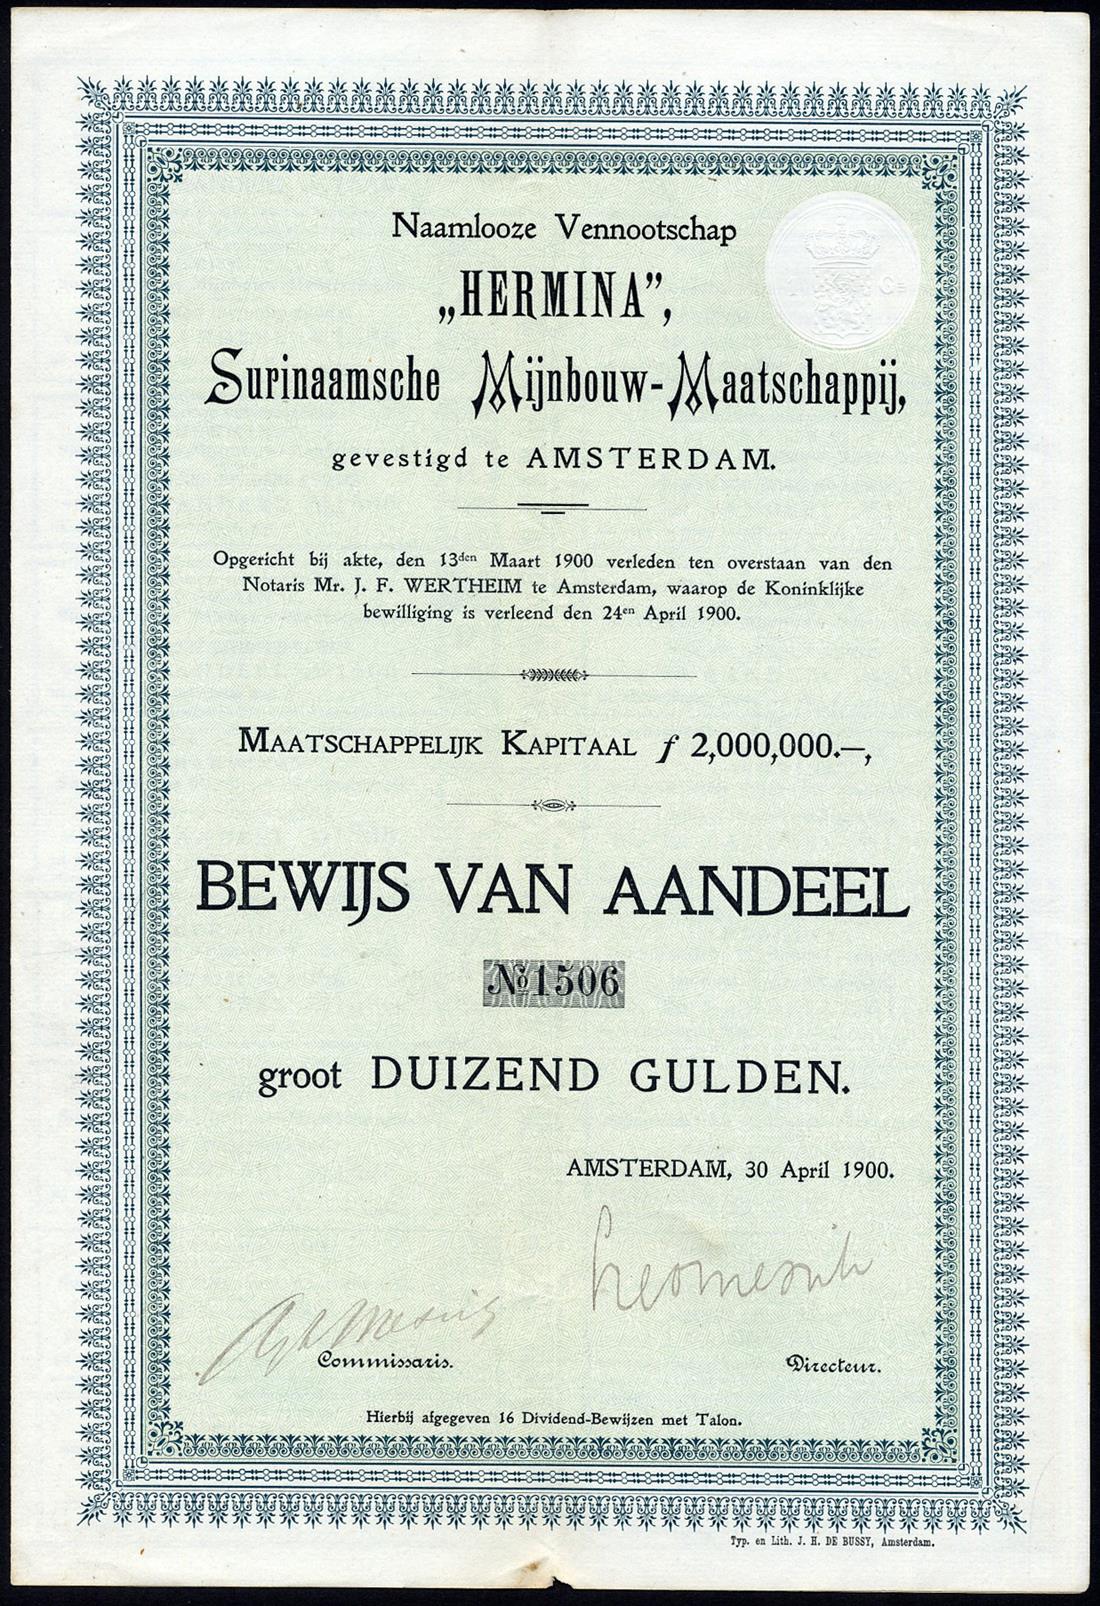 Naamlooze Vennootschap
„HERMINA”,
Surinaamsche Mijnbouw-Maatschappij,
gevestigd te AMSTERDAM.
Opgericht bij akte, den 13den Maart 1900 verleden ten overstaan van den
Notaris Mr. J. F. WERTHEIM te Amsterdam, waarop de Koninklijke
bewilliging is verleend den 24en April 1900.
MAATSCHAPPELIJK KAPITAAL ƒ 2,000,000.—,
BEWIJS VAN AANDEEL
No 1506
groot DUIZEND GULDEN.
AMSTERDAM, 30 April 1900.
Commissaris.
Directeur.
Hierbij afgegeven 16 Dividend-Bewijzen met Talon.
Typ. en Lith. J. H. DE BUSSY, Amsterdam.